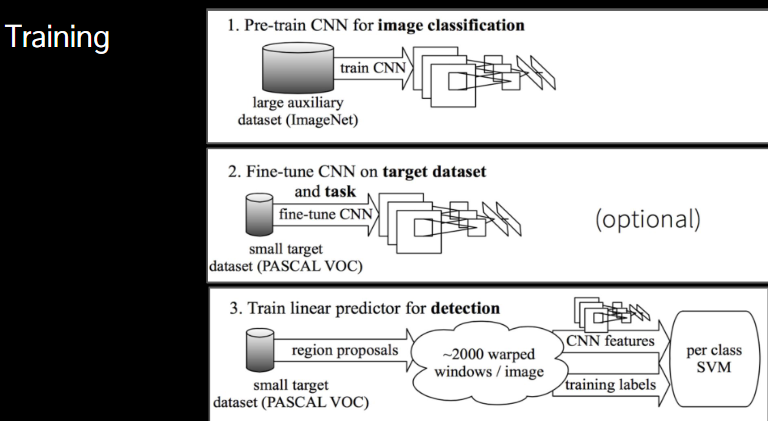 Training
1. Pre-train CNN for image classification
train CNN
large auxiliary
dataset (ImageNet)
2. Fine-tune CNN on target dataset
and task
fine-tune CNN
(optional)
small target
dataset (PASCAL VOC)
3. Train linear predictor for detection
region proposals
~2000 warped
windows / image
CNN features
training labels
per class
SVM
small target
dataset (PASCAL VOC)